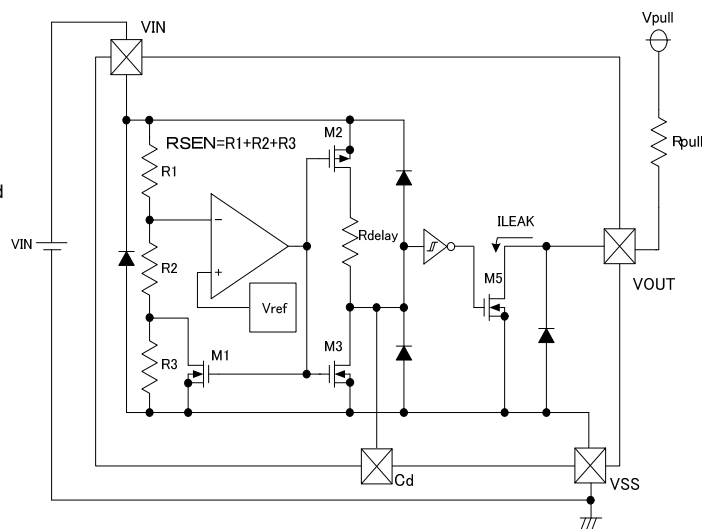 Vpull
VIN
RSEN=R1+R2+R3
M2
R1
Rpull
d
Rdelay
ILEAK
VIN
R2
M5
VOUT
Vref
R3
M1
M3
Cd
VSS